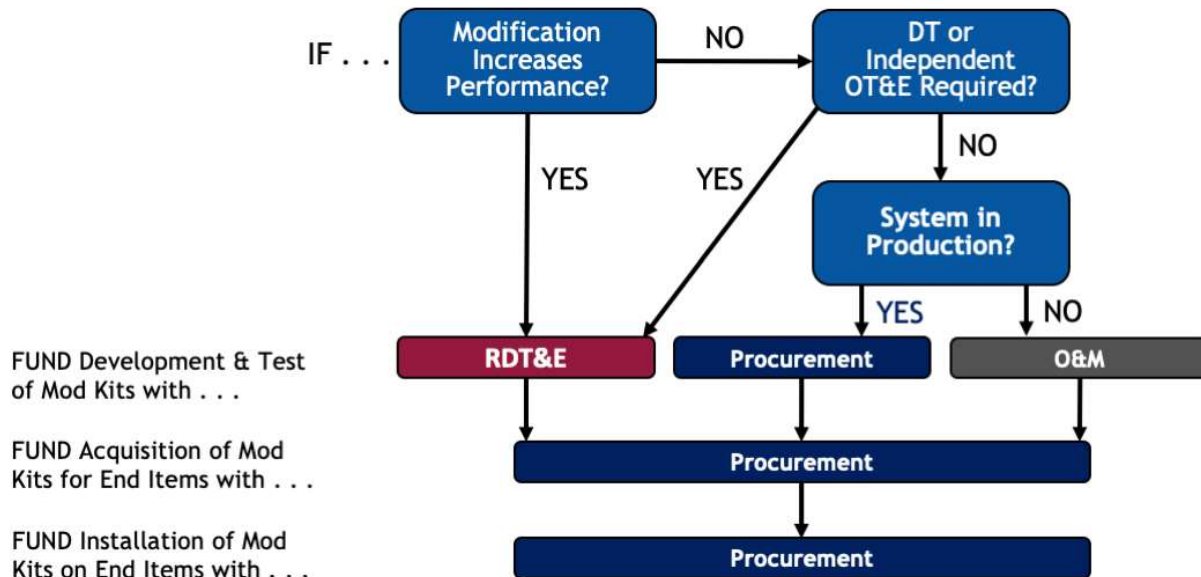 IF . . .
Modification
Increases
Performance?
NO
DT or
Independent
OT&E Required?
YES
YES
NO
System in
Production?
YES
NO
FUND Development & Test
of Mod Kits with . . .
RDT&E
Procurement
O&M
FUND Acquisition of Mod
Kits for End Items with . . .
Procurement
FUND Installation of Mod
Kits on End Items with . . .
Procurement